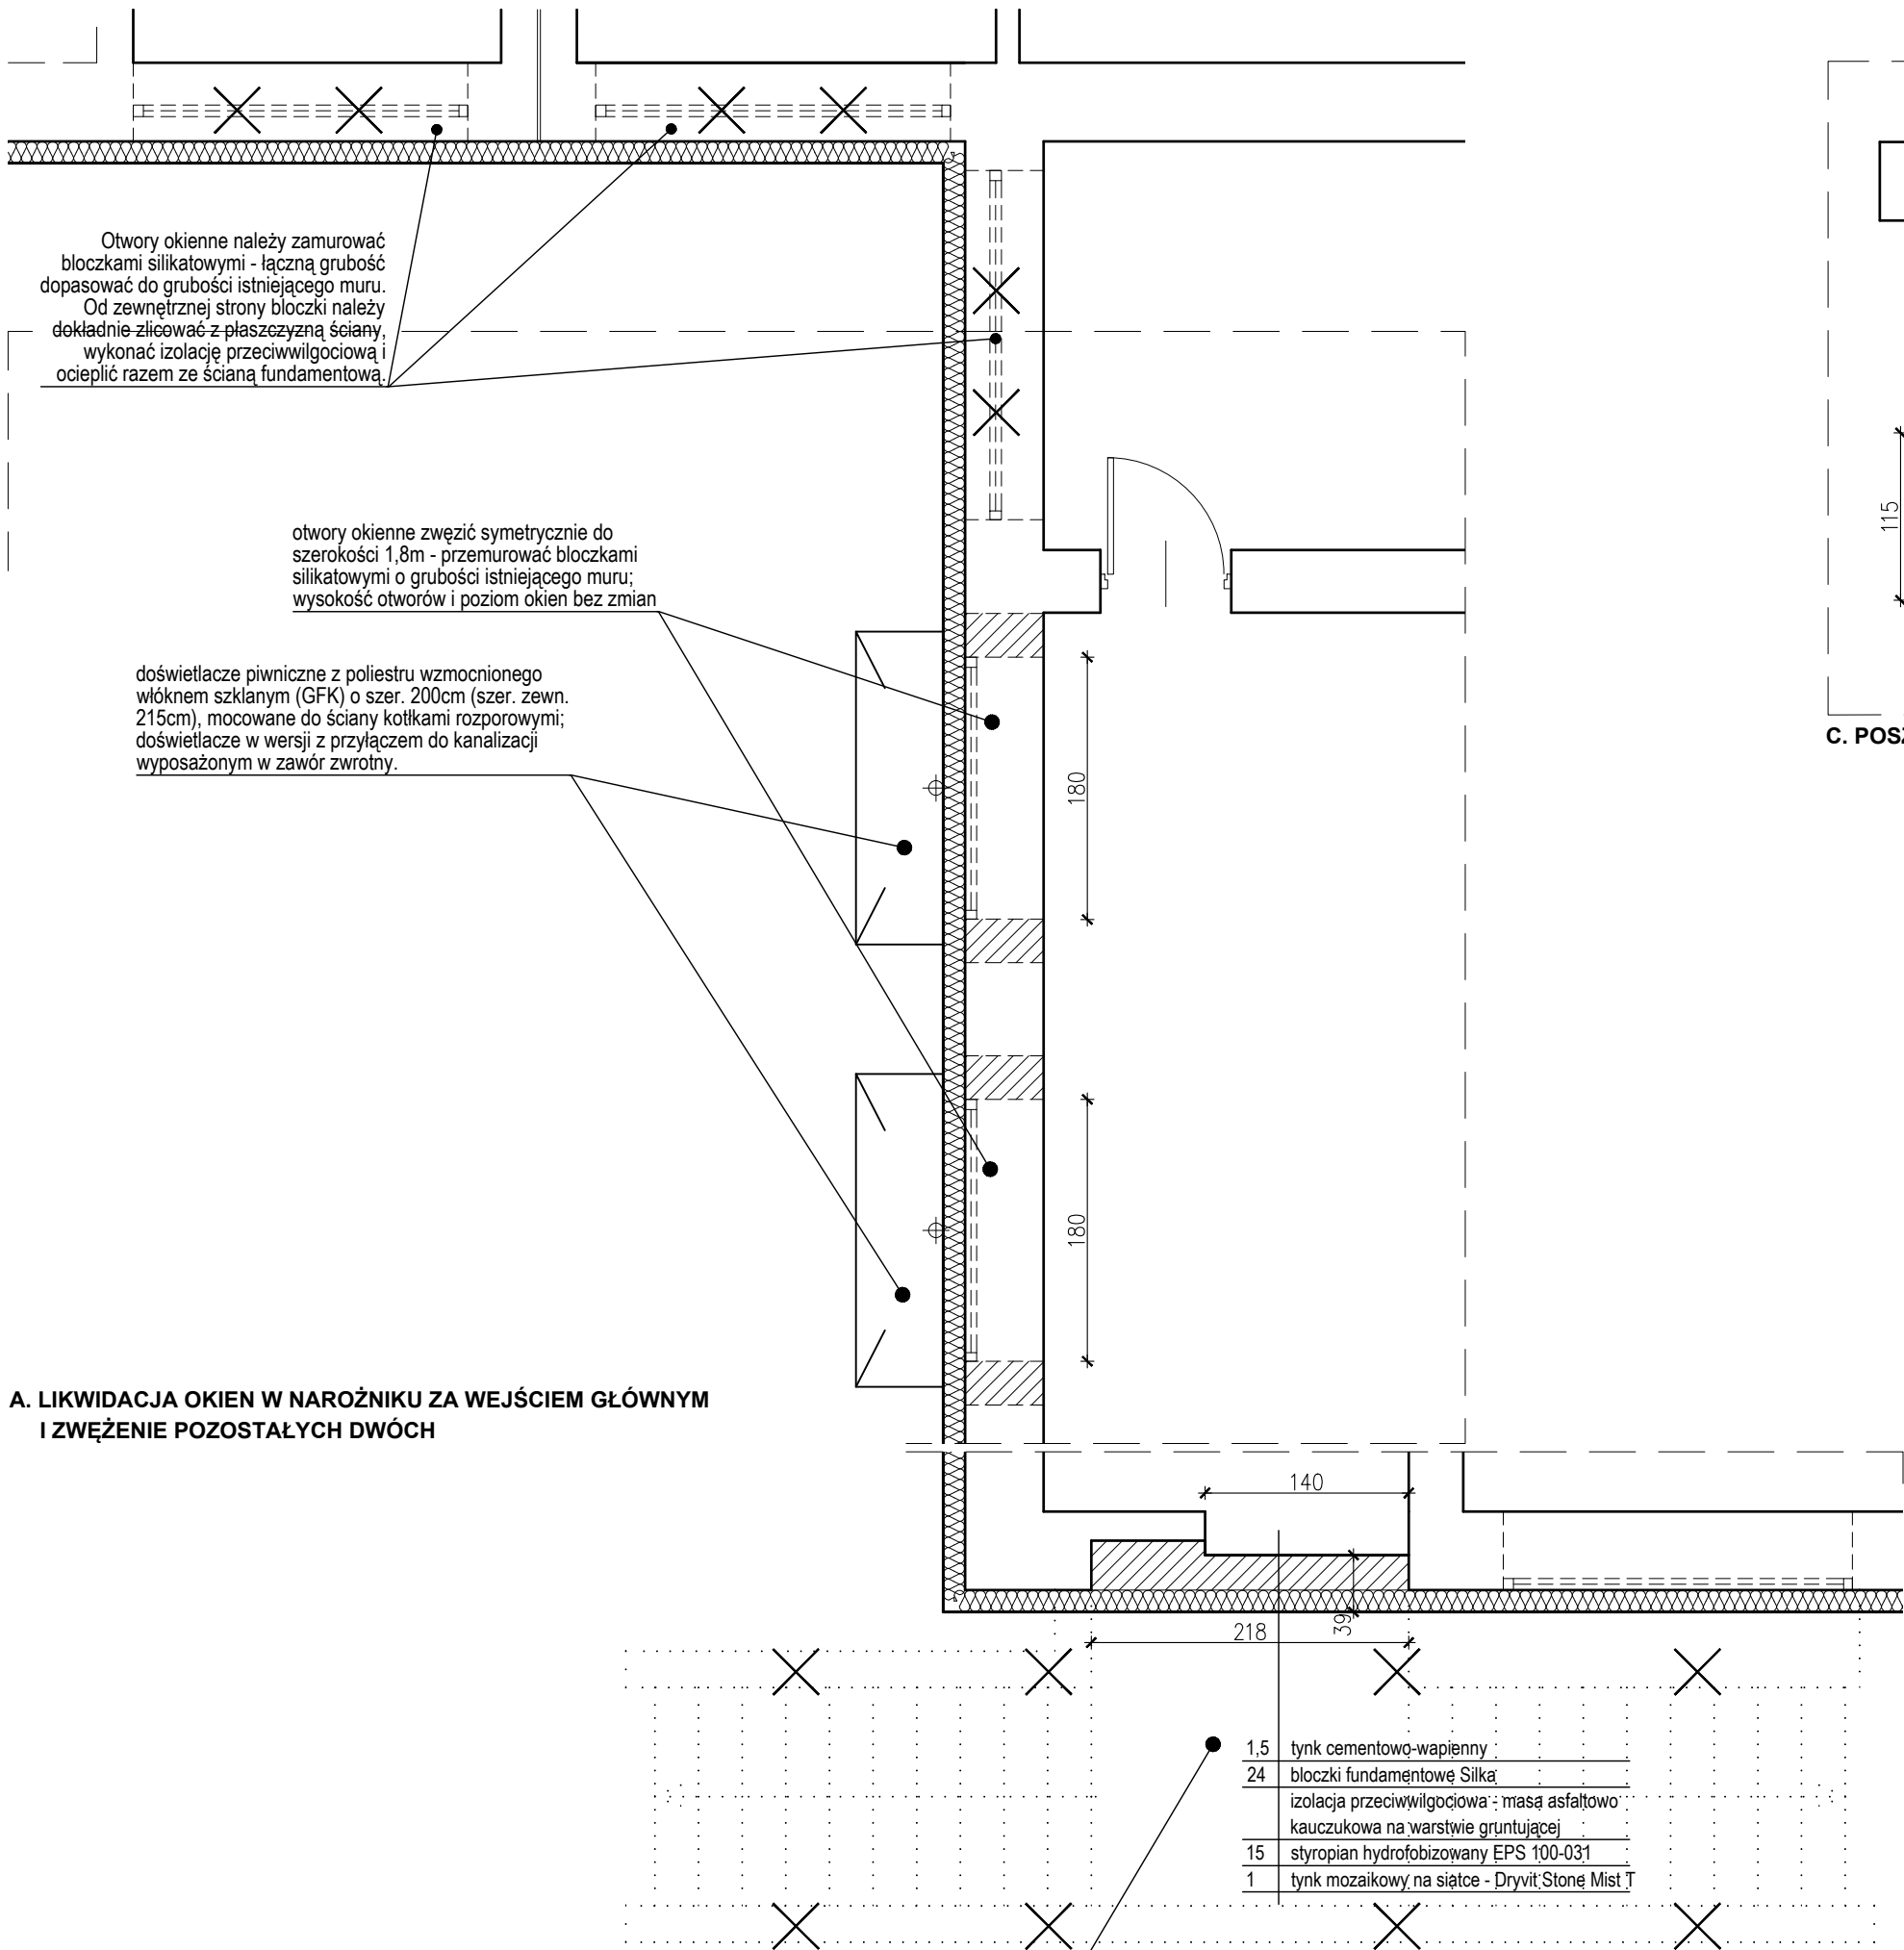 Otwory okienne należy zamurować
bloczkami silikatowymi - łączną grubość
dopasować do grubości istniejącego muru.
Od zewnętrznej strony bloczki należy
dokładnie zlicować z płaszczyzną ściany,
wykonać izolację przeciwwilgociową i
ocieplić razem ze ścianą fundamentową.
otwory okienne zwęzić symetrycznie do
szerokości 1,8m - przemurować bloczkami
silikatowymi o grubości istniejącego muru;
wysokość otworów i poziom okien bez zmian
115
doświetlacze piwniczne z poliestru wzmocnionego
włóknem szklanym (GFK) o szer. 200cm (szer. zewn.
215cm), mocowane do ściany kotłkami rozporowymi;
doświetlacze w wersji z przyłączem do kanalizacji
wyposażonym w zawór zwrotny.
C. POSZ
180
180
A. LIKWIDACJA OKIEN W NAROŻNIKU ZA WEJŚCIEM GŁÓWNYM
I ZWĘŻENIE POZOSTAŁYCH DWÓCH
140
218
39
1,5 tynk cementowo-wapienny
24 bloczki fundamentowe Silka
izolacja przeciwwilgociowa - masa asfaltowo
kauczukowa na warstwie gruntującej
15 styropian hydrofobizowany EPS 100-031
1 tynk mozaikowy na siatce - Dryvit Stone Mist T